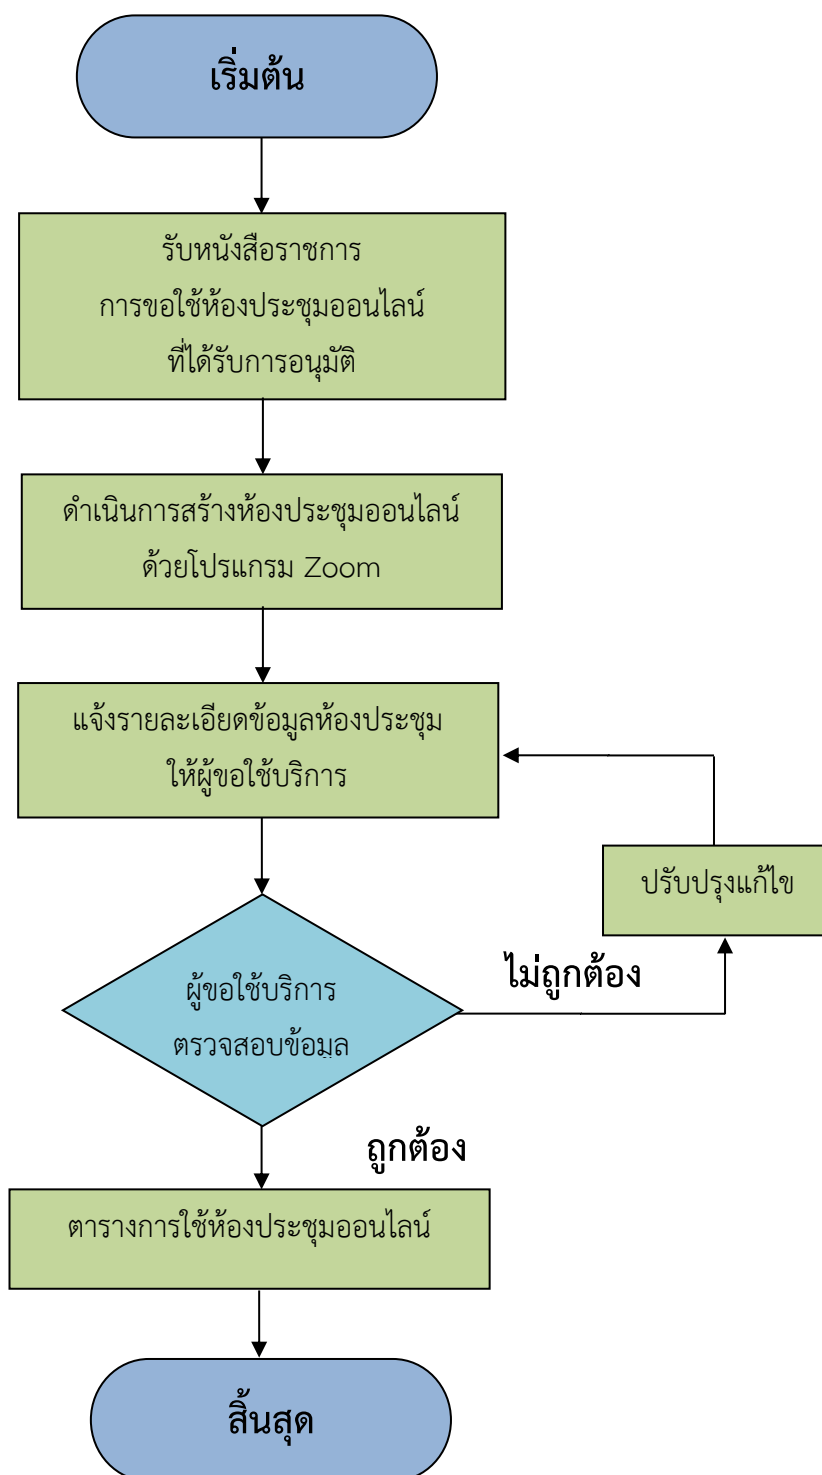 เริ่มต้น
รับหนังสือราชการ
การขอใช้ห้องประชุมออนไลน์
ที่ได้รับการอนุมัติ
ดำเนินการสร้างห้องประชุมออนไลน์
ด้วยโปรแกรม Zoom
แจ้งรายละเอียดข้อมูลห้องประชุม
ให้ผู้ขอใช้บริการ
ปรับปรุงแก้ไข
ไม่ถูกต้อง
ผู้ขอใช้บริการ
ตรวจสอบข้อมูล
ถูกต้อง
ตารางการใช้ห้องประชุมออนไลน์
สิ้นสุด